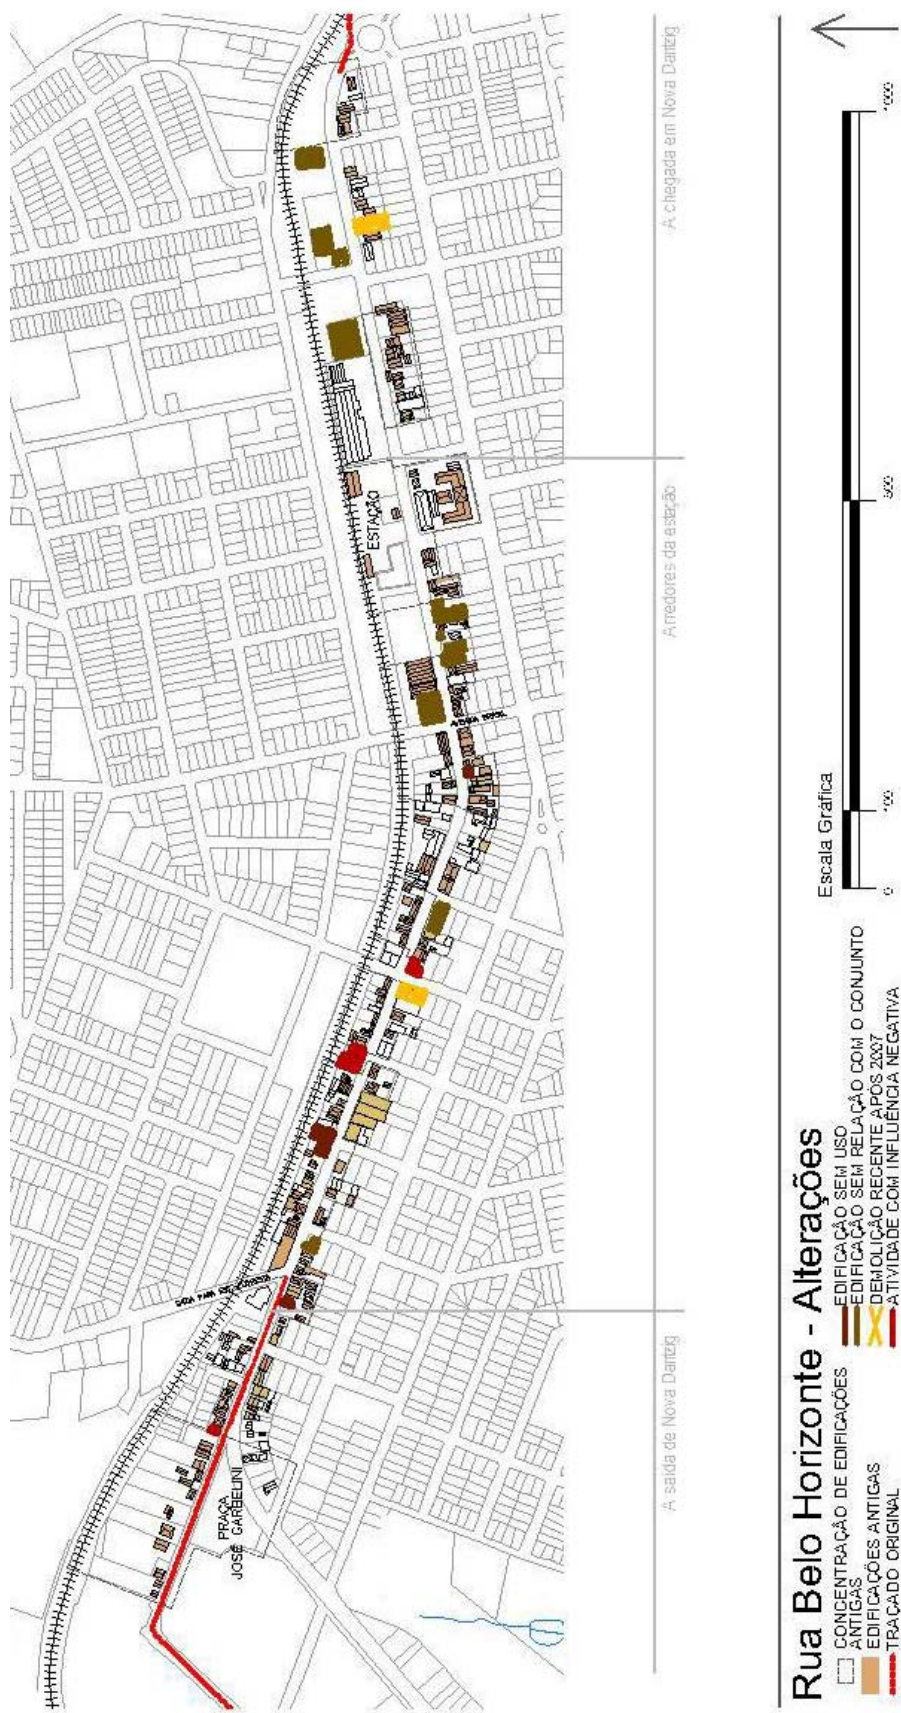 A saída de Nova Dantzig
Arredores da estação
A chegada em Nova Dantzig
ESTAÇÃO
PRAÇA
JOSÉ GARBELINI
Rua Belo Horizonte - Alterações
CONCENTRAÇÃO DE EDIFICAÇÕES
ANTIGAS
EDIFICAÇÕES ANTIGAS
TRAÇADO ORIGINAL
EDIFICAÇÃO SEM USO
EDIFICAÇÃO SEM RELAÇÃO COM O CONJUNTO
DEMOLIÇÃO RECENTE APÓS 2007
ATIVIDADE COM INFLUÊNCIA NEGATIVA
Escala Gráfica
0 100 500 1000